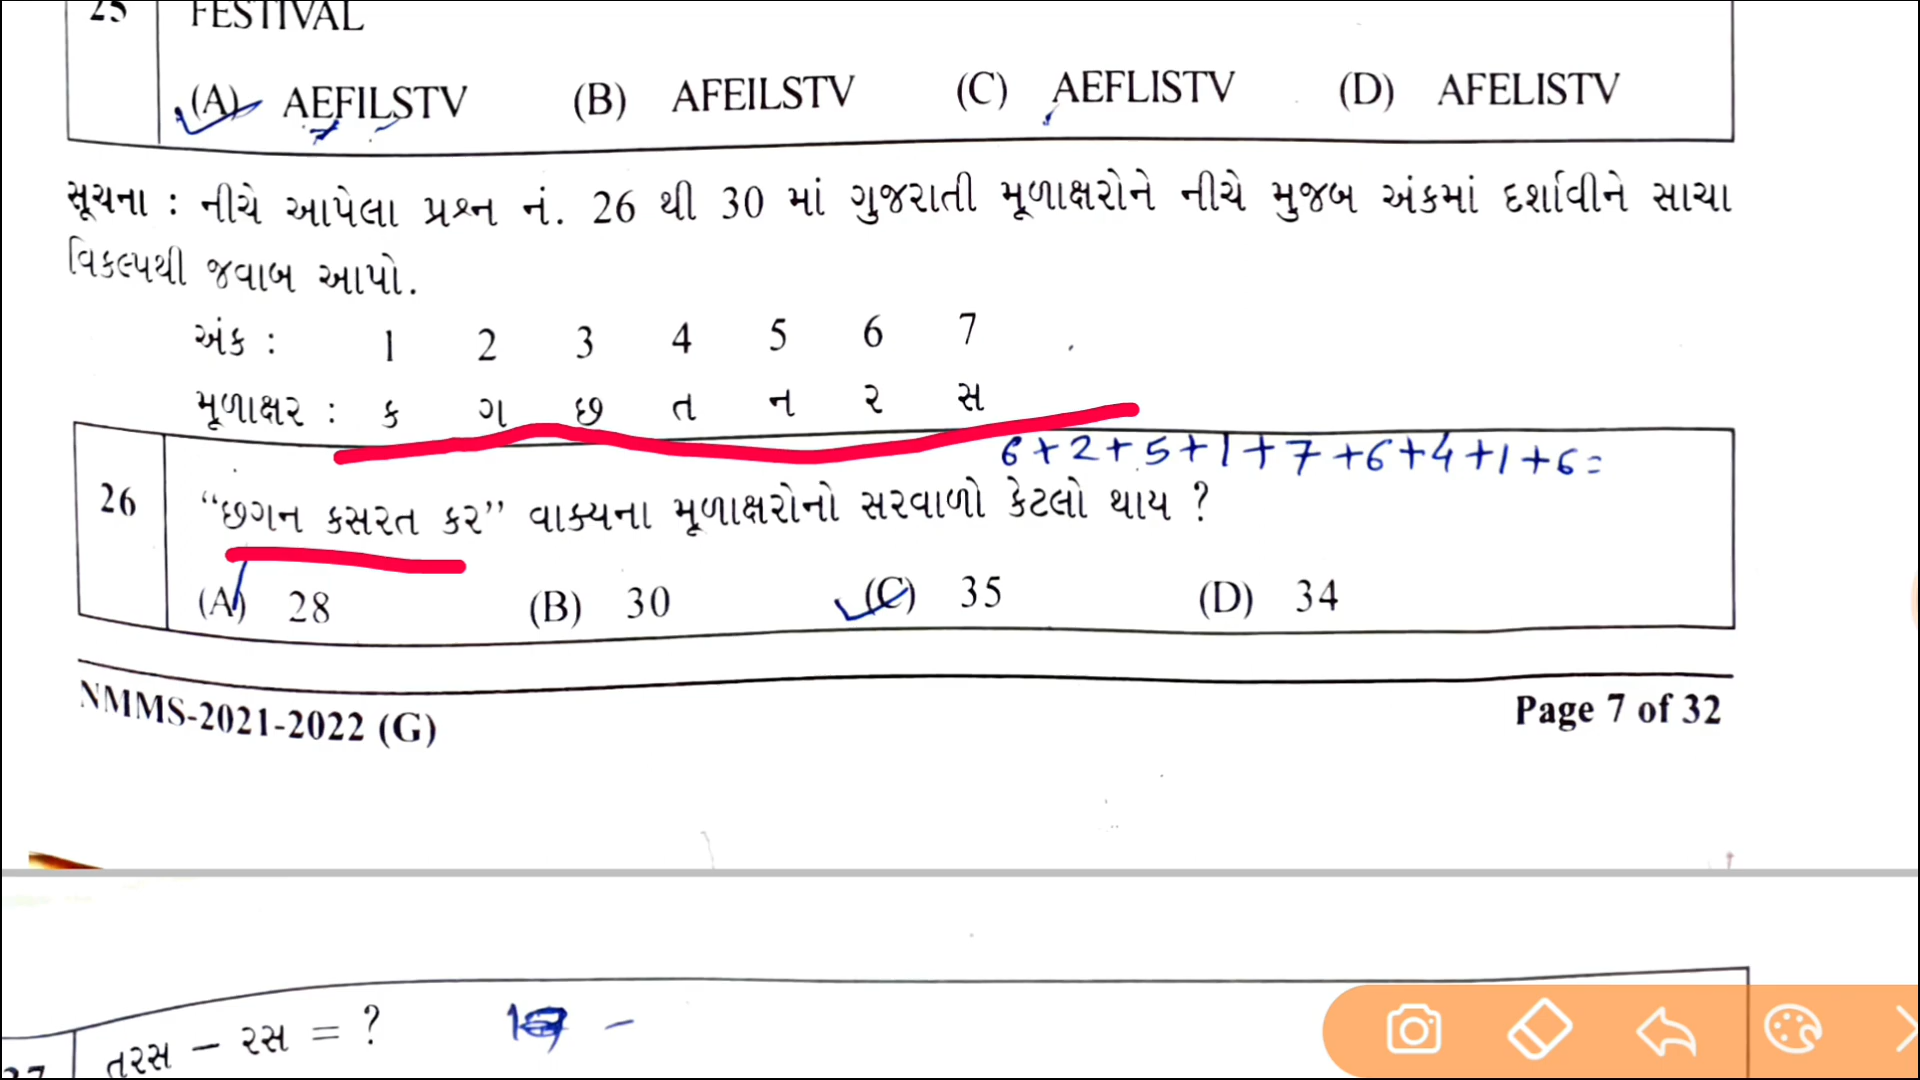 25 FESTIVAL
(A) AEFILSTV (B) AFEILSTV (C) AEFLISTV (D) AFELISTV
સૂચના : નીચે આપેલા પ્રશ્ન નં. 26 થી 30 માં ગુજરાતી મૂળાક્ષરોને નીચે મુજબ અંકમાં દર્શાવીને સાચા
વિકલ્પથી જવાબ આપો.
અંક : 1 2 3 4 5 6 7
મૂળાક્ષર : ક ગ છ ત ન ર સ
6+2+5+1+7+6+4+1+6=
26 “છગન કસરત કર” વાક્યના મૂળાક્ષરોનો સરવાળો કેટલો થાય ?
(A) 28 (B) 30 (C) 35 (D) 34
NMMS-2021-2022 (G) Page 7 of 32
તરસ – રસ = ?